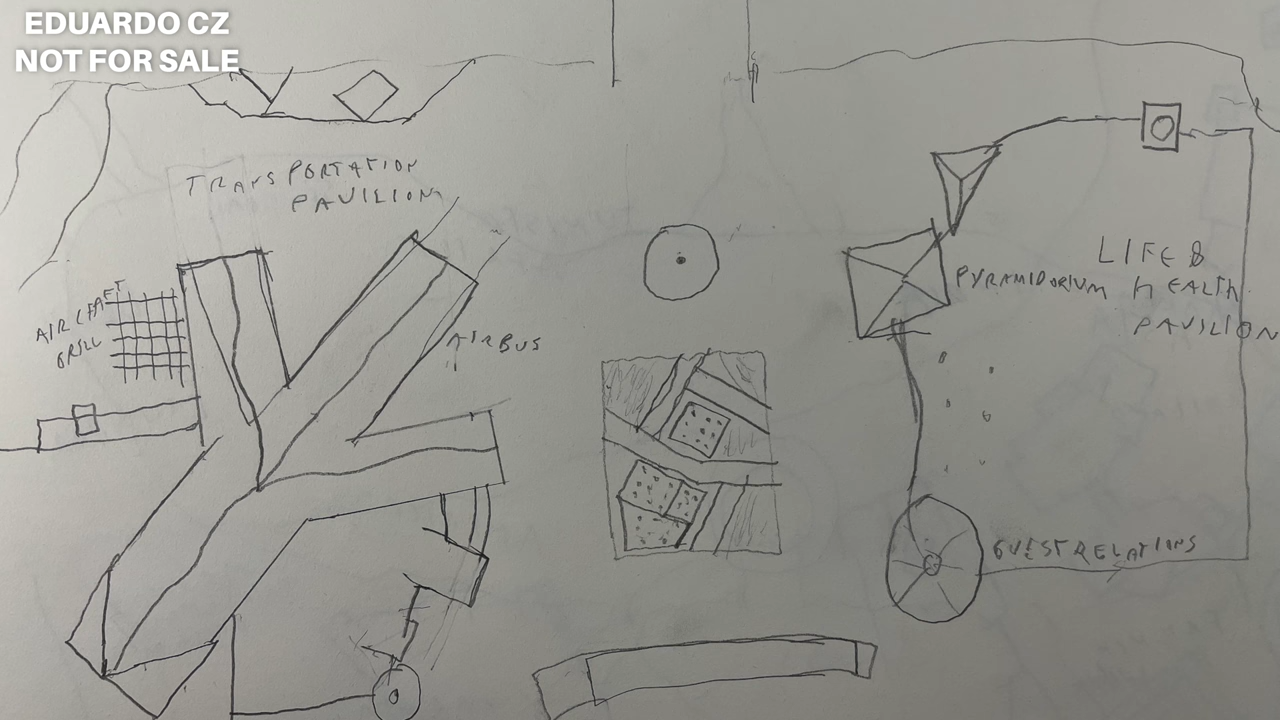 EDUARDO CZ
NOT FOR SALE
TRANSPORTATION
PAVILION
AIRCRAFT
GRILL
AIRBUS
PYRAMIDORIUM
LIFE &
HEALTH
PAVILION
GUEST RELATIONS